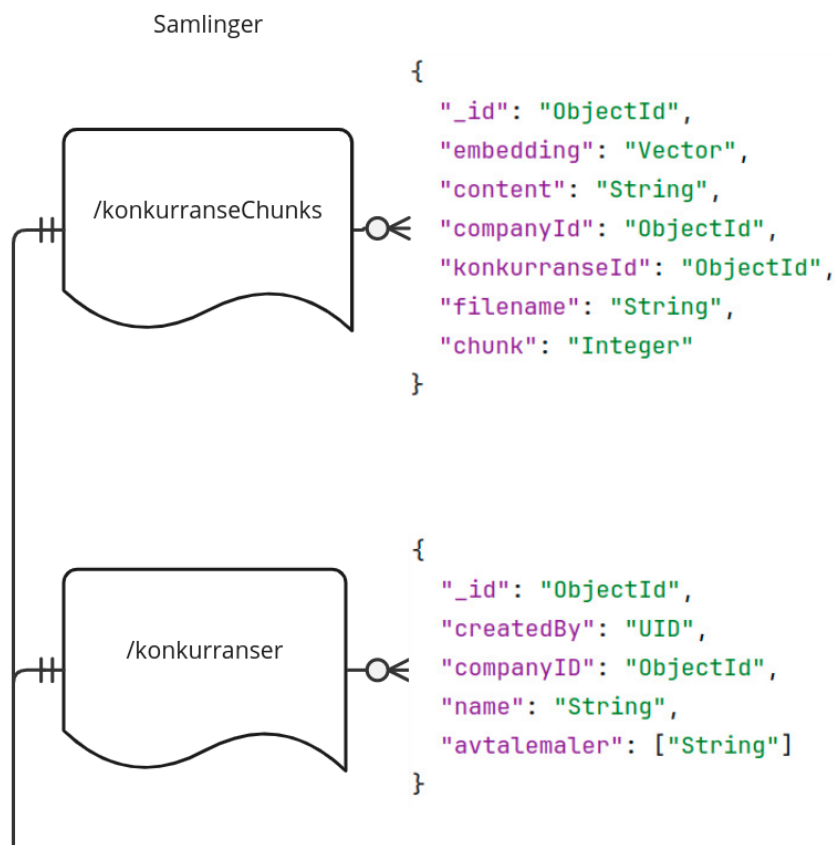 Samlinger
/konkurranseChunks
{
"_id": "ObjectId",
"embedding": "Vector",
"content": "String",
"companyId": "ObjectId",
"konkurranseId": "ObjectId",
"filename": "String",
"chunk": "Integer"
}
/konkurranser
{
"_id": "ObjectId",
"createdBy": "UID",
"companyID": "ObjectId",
"name": "String",
"avtalemaler": ["String"]
}